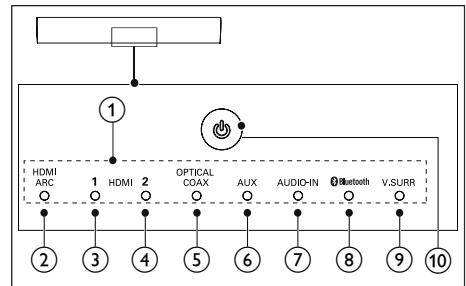 1
HDMI ARC 1 HDMI 2 OPTICAL COAX AUX AUDIO-IN Bluetooth V.SURR
2 3 4 5 6 7 8 9 10